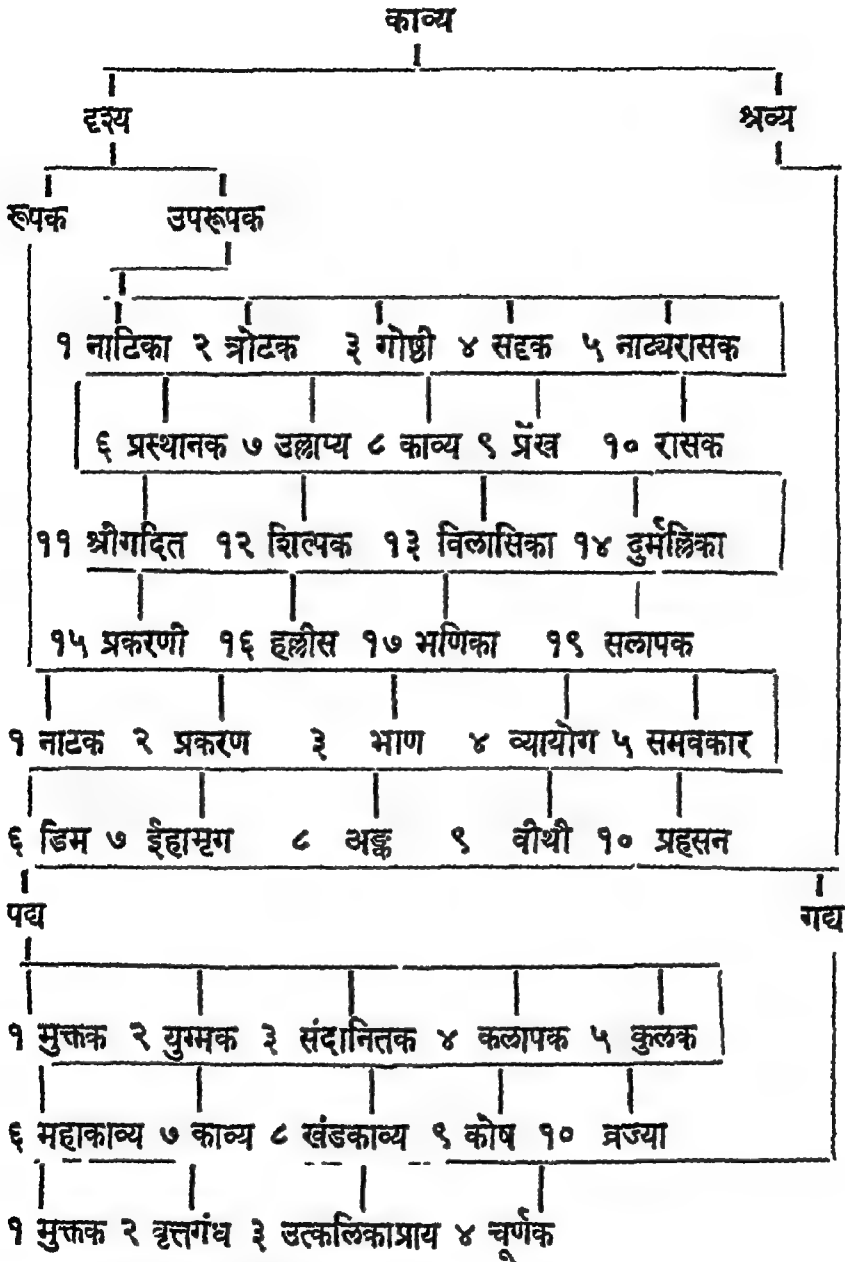 काव्य
दृश्य श्रव्य
रूपक उपरूपक
१ नाटिका २ त्रोटक ३ गोष्ठी ४ सट्टक ५ नाट्यरासक
६ प्रस्थानक ७ उल्लाप्य ८ काव्य ९ प्रेंख १० रासक
११ श्रीगदित १२ शिल्पक १३ विलासिका १४ दुर्मल्लिका
१५ प्रकरणी १६ हल्लीस १७ भणिका १९ सलापक
१ नाटक २ प्रकरण ३ भाण ४ व्यायोग ५ समवकार
६ डिम ७ ईहामृग ८ अङ्क ९ वीथी १० प्रहसन
पद्य गद्य
१ मुक्तक २ युग्मक ३ संदानितक ४ कलापक ५ कुलक
६ महाकाव्य ७ काव्य ८ खंडकाव्य ९ कोष १० व्रज्या
१ मुक्तक २ वृत्तगंध ३ उत्कलिकाप्राय ४ चूर्णक